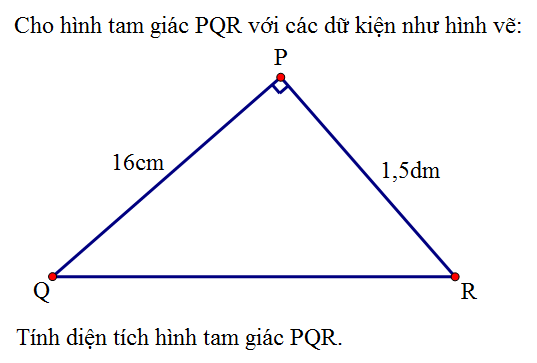 Cho hình tam giác PQR với các dữ kiện như hình vẽ:
P
16cm
1,5dm
Q
R
Tính diện tích hình tam giác PQR.